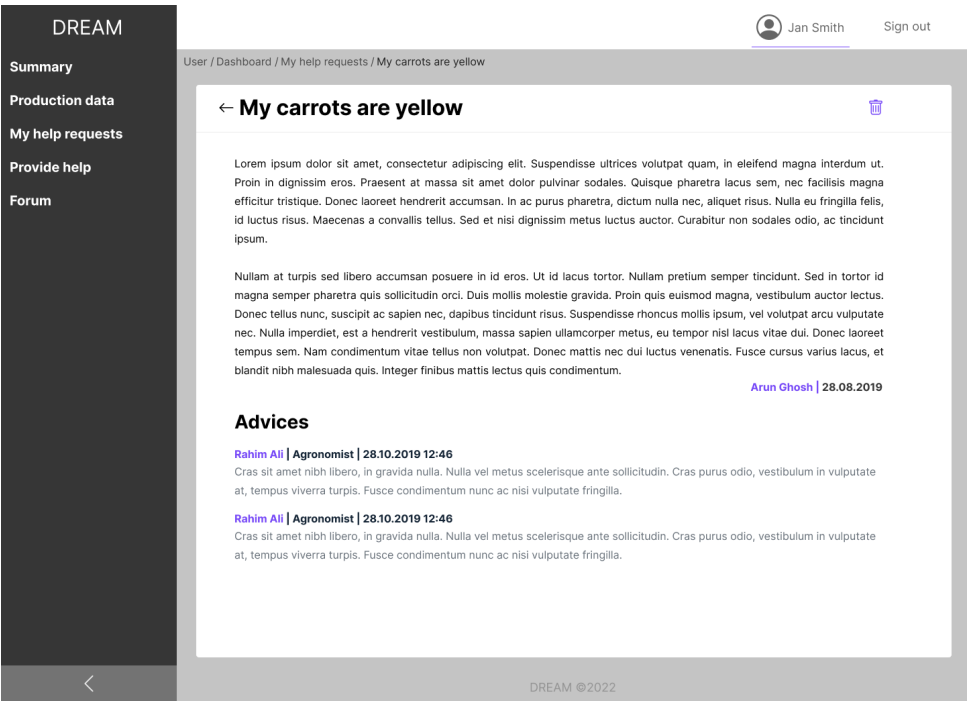 DREAM
Jan Smith
Sign out
Summary
Production data
My help requests
Provide help
Forum
User / Dashboard / My help requests / My carrots are yellow
My carrots are yellow
Lorem ipsum dolor sit amet, consectetur adipiscing elit. Suspendisse ultrices volutpat quam, in eleifend magna interdum ut.
Proin in dignissim eros. Praesent at massa sit amet dolor pulvinar sodales. Quisque pharetra lacus sem, nec facilisis magna
efficitur tristique. Donec laoreet hendrerit accumsan. In ac purus pharetra, dictum nulla nec, aliquet risus. Nulla eu fringilla felis,
id luctus risus. Maecenas a convallis tellus. Sed et nisi dignissim metus luctus auctor. Curabitur non sodales odio, ac tincidunt
ipsum.
Nullam at turpis sed libero accumsan posuere in id eros. Ut id lacus tortor. Nullam pretium semper tincidunt. Sed in tortor id
magna semper pharetra quis sollicitudin orci. Duis mollis molestie gravida. Proin quis euismod magna, vestibulum auctor lectus.
Donec tellus nunc, suscipit ac sapien nec, dapibus tincidunt risus. Suspendisse rhoncus mollis ipsum, vel volutpat arcu vulputate
nec. Nulla imperdiet, est a hendrerit vestibulum, massa sapien ullamcorper metus, eu tempor nisl lacus vitae dui. Donec laoreet
tempus sem. Nam condimentum vitae tellus non volutpat. Donec mattis nec dui luctus venenatis. Fusce cursus varius lacus, et
blandit nibh malesuada quis. Integer finibus mattis lectus quis condimentum.
Arun Ghosh | 28.08.2019
Advices
Rahim Ali | Agronomist | 28.10.2019 12:46
Cras sit amet nibh libero, in gravida nulla. Nulla vel metus scelerisque ante sollicitudin. Cras purus odio, vestibulum in vulputate
at, tempus viverra turpis. Fusce condimentum nunc ac nisi vulputate fringilla.
Rahim Ali | Agronomist | 28.10.2019 12:46
Cras sit amet nibh libero, in gravida nulla. Nulla vel metus scelerisque ante sollicitudin. Cras purus odio, vestibulum in vulputate
at, tempus viverra turpis. Fusce condimentum nunc ac nisi vulputate fringilla.
DREAM ©2022